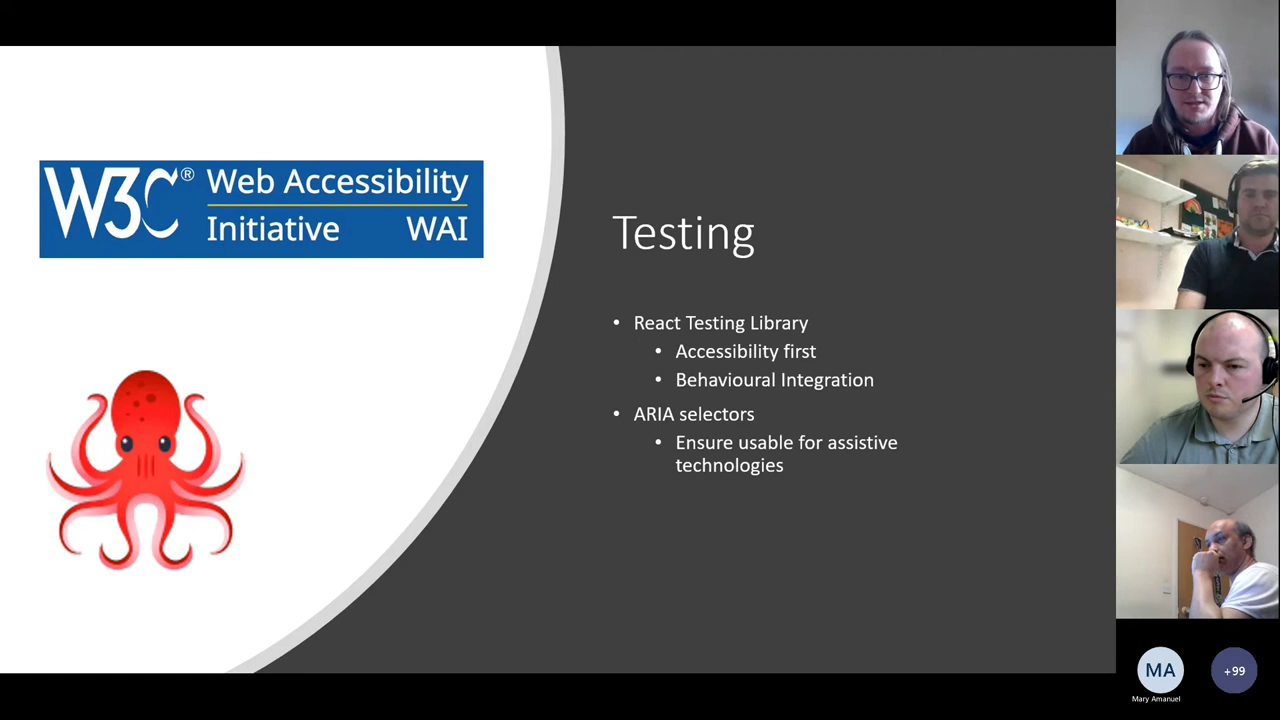 W3C® Web Accessibility
Initiative WAI
Testing
• React Testing Library
• Accessibility first
• Behavioural Integration
• ARIA selectors
• Ensure usable for assistive
technologies
MA
Mary Amanuel
+99